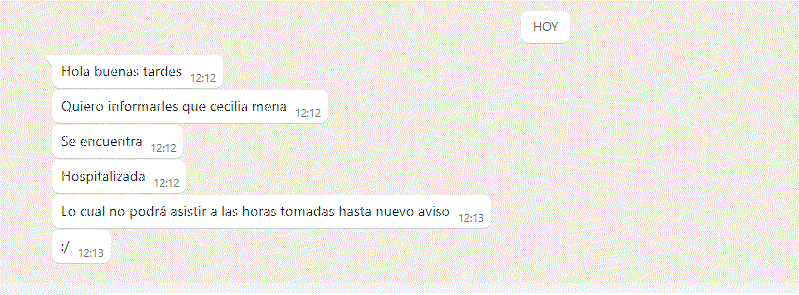 HOY
Hola buenas tardes 12:12
Quiero informarles que cecilia mena 12:12
Se encuentra 12:12
Hospitalizada 12:12
Lo cual no podrá asistir a las horas tomadas hasta nuevo aviso 12:13
:/ 12:13